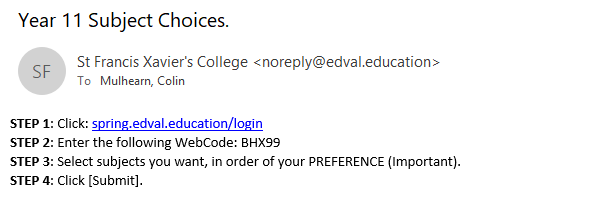 Year 11 Subject Choices.
SF
St Francis Xavier's College <noreply@edval.education>
To Mulhearn, Colin
STEP 1: Click: spring.edval.education/login
STEP 2: Enter the following WebCode: BHX99
STEP 3: Select subjects you want, in order of your PREFERENCE (Important).
STEP 4: Click [Submit].